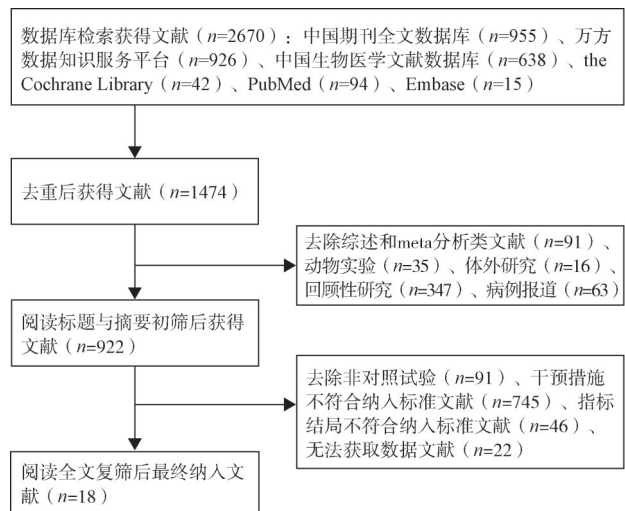 数据库检索获得文献（n=2670）：中国期刊全文数据库（n=955）、万方
数据知识服务平台（n=926）、中国生物医学文献数据库（n=638）、the
Cochrane Library（n=42）、PubMed（n=94）、Embase（n=15）
去重后获得文献（n=1474）
去除综述和meta分析类文献（n=91）、
动物实验（n=35）、体外研究（n=16）、
回顾性研究（n=347）、病例报道（n=63）
阅读标题与摘要初筛后获得
文献（n=922）
去除非对照试验（n=91）、干预措施
不符合纳入标准文献（n=745）、指标
结局不符合纳入标准文献（n=46）、
无法获取数据文献（n=22）
阅读全文复筛后最终纳入文
献（n=18）